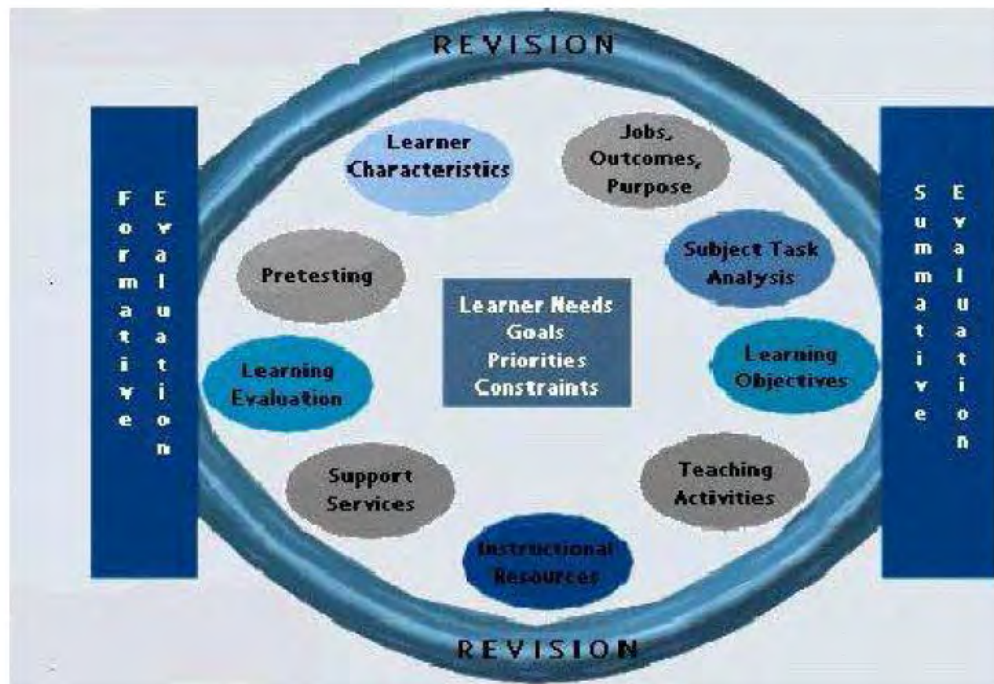 REVISION
Formative
Evaluation
Learner
Characteristics
Jobs,
Outcomes,
Purpose
Pretesting
Subject Task
Analysis
Learner Needs
Goals
Priorities
Constraints
Learning
Evaluation
Learning
Objectives
Support
Services
Teaching
Activities
Instructional
Resources
Summative
Evaluation
REVISION